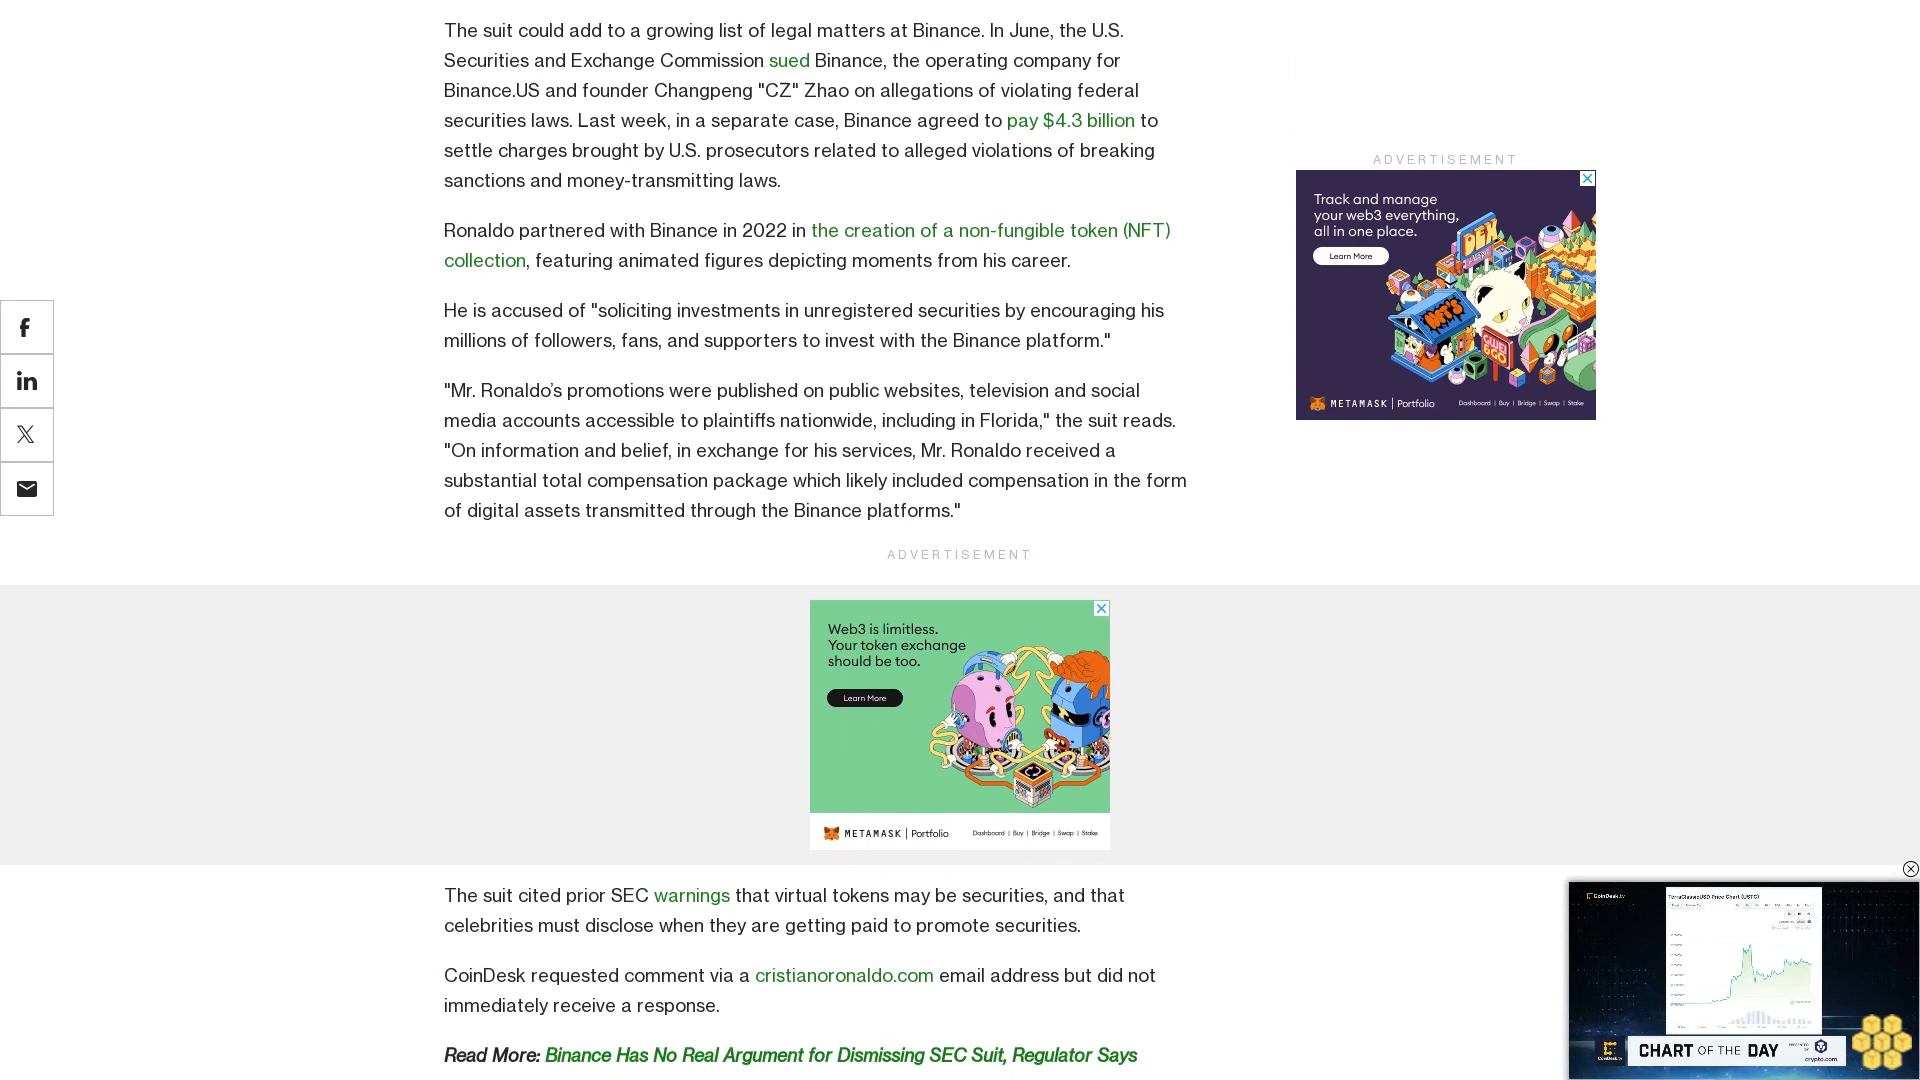 The suit could add to a growing list of legal matters at Binance. In June, the U.S.
Securities and Exchange Commission sued Binance, the operating company for
Binance.US and founder Changpeng "CZ" Zhao on allegations of violating federal
securities laws. Last week, in a separate case, Binance agreed to pay $4.3 billion to
settle charges brought by U.S. prosecutors related to alleged violations of breaking
sanctions and money-transmitting laws.
Ronaldo partnered with Binance in 2022 in the creation of a non-fungible token (NFT)
collection, featuring animated figures depicting moments from his career.
He is accused of "soliciting investments in unregistered securities by encouraging his
millions of followers, fans, and supporters to invest with the Binance platform."
"Mr. Ronaldo’s promotions were published on public websites, television and social
media accounts accessible to plaintiffs nationwide, including in Florida," the suit reads.
"On information and belief, in exchange for his services, Mr. Ronaldo received a
substantial total compensation package which likely included compensation in the form
of digital assets transmitted through the Binance platforms."
ADVERTISEMENT
Track and manage
your web3 everything,
all in one place.
Learn More
METAMASK | Portfolio
Dashboard | Buy | Bridge | Swap | Stake
ADVERTISEMENT
Web3 is limitless.
Your token exchange
should be too.
Learn More
METAMASK | Portfolio
Dashboard | Buy | Bridge | Swap | Stake
The suit cited prior SEC warnings that virtual tokens may be securities, and that
celebrities must disclose when they are getting paid to promote securities.
CoinDesk requested comment via a cristianoronaldo.com email address but did not
immediately receive a response.
Read More: Binance Has No Real Argument for Dismissing SEC Suit, Regulator Says
CoinDesk.tv
TerraClassicUSD Price Chart (USTC)
CHART OF THE DAY
PRESENTED BY
crypto.com